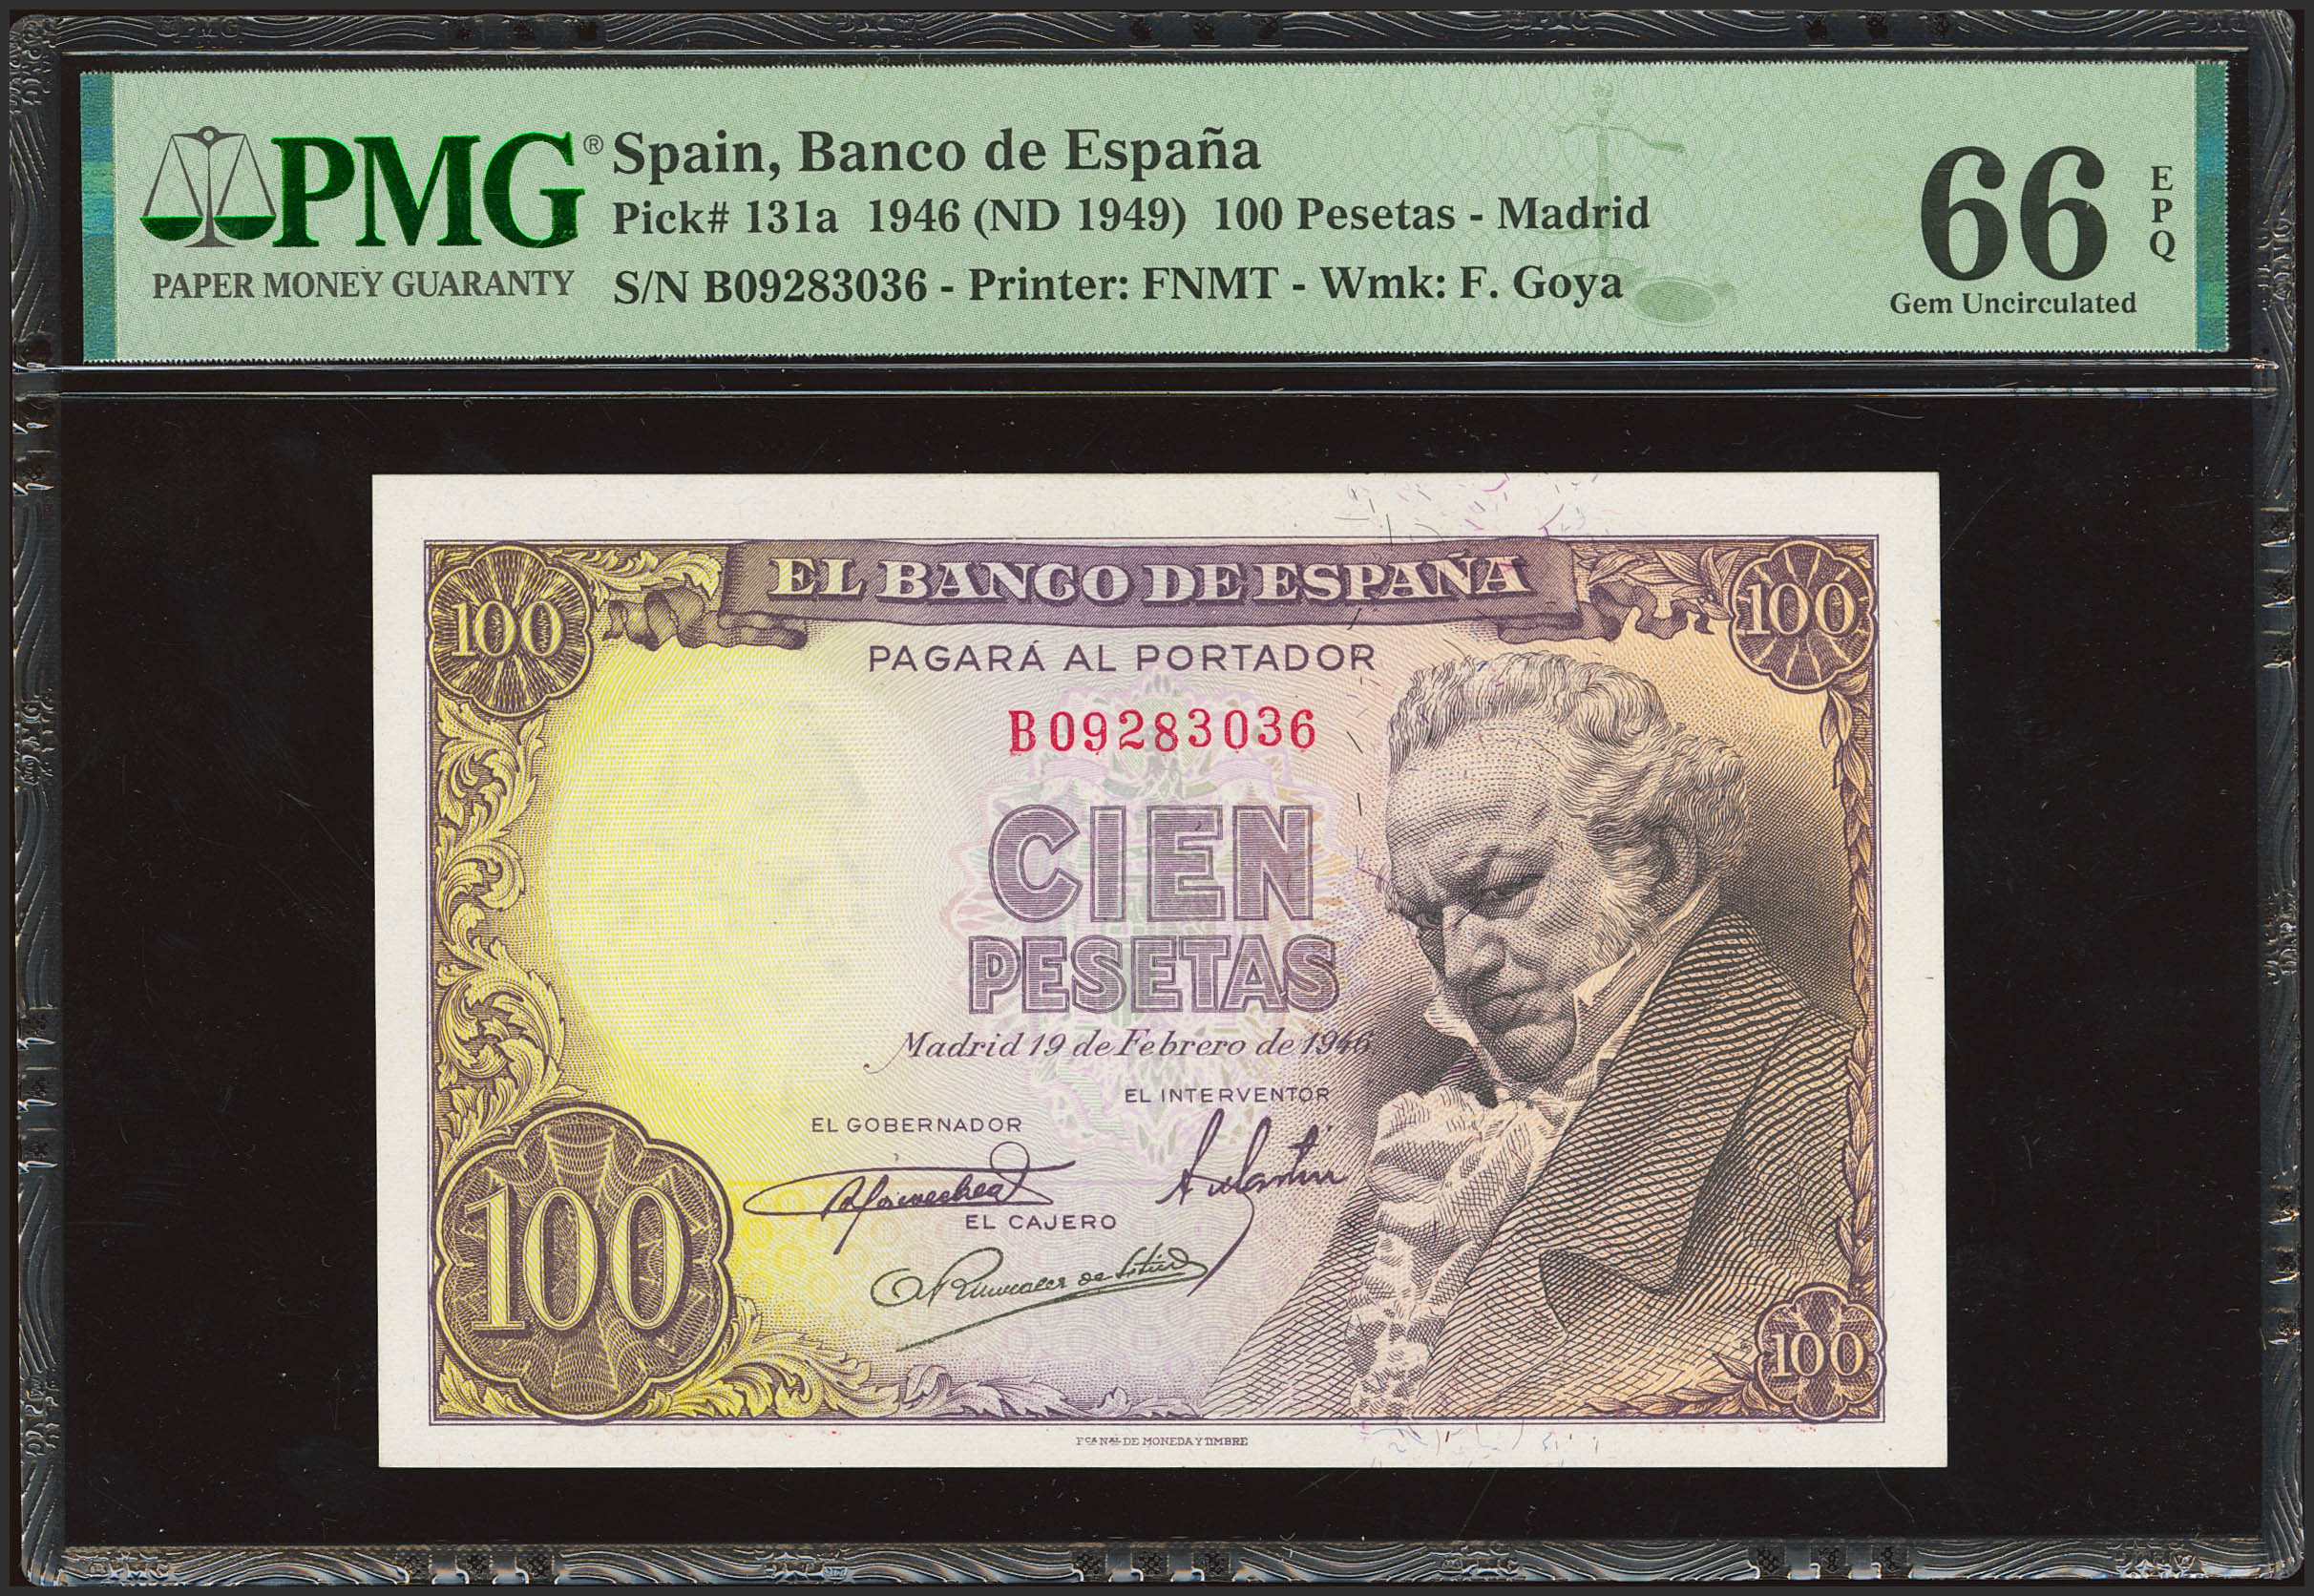 PMG®
PAPER MONEY GUARANTY
Spain, Banco de España
Pick# 131a 1946 (ND 1949) 100 Pesetas - Madrid
S/N B09283036 - Printer: FNMT - Wmk: F. Goya
66
EPQ
Gem Uncirculated
100
EL BANCO DE ESPAÑA
100
PAGARÁ AL PORTADOR
B09283036
CIEN
PESETAS
Madrid 19 de Febrero de 1946
EL INTERVENTOR
EL GOBERNADOR
EL CAJERO
100
100
FCA NAL DE MONEDA Y TIMBRE